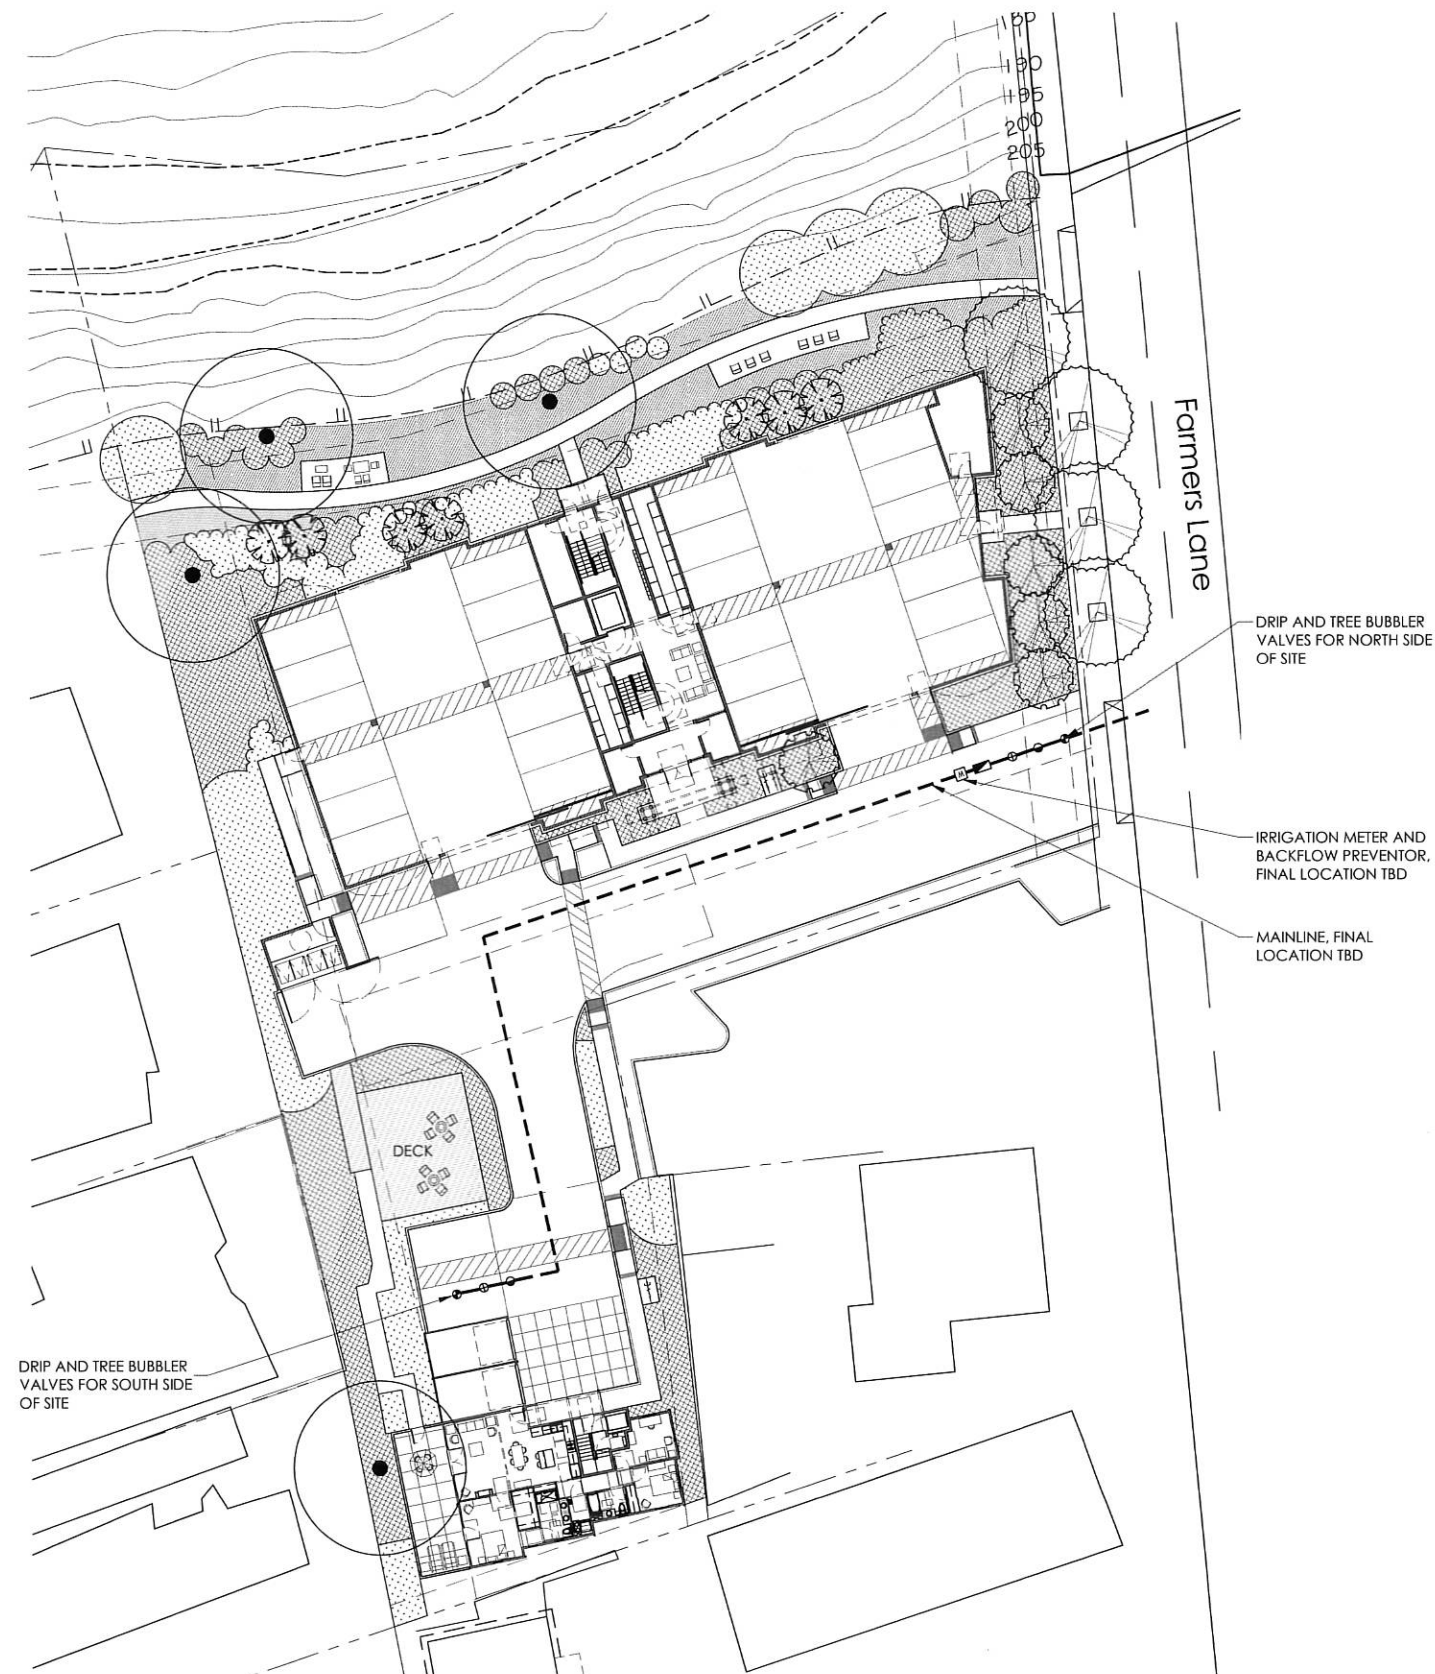 190
195
200
205
Farmers Lane
DRIP AND TREE BUBBLER
VALVES FOR NORTH SIDE
OF SITE
M
IRRIGATION METER AND
BACKFLOW PREVENTOR,
FINAL LOCATION TBD
MAINLINE, FINAL
LOCATION TBD
DECK
DRIP AND TREE BUBBLER
VALVES FOR SOUTH SIDE
OF SITE